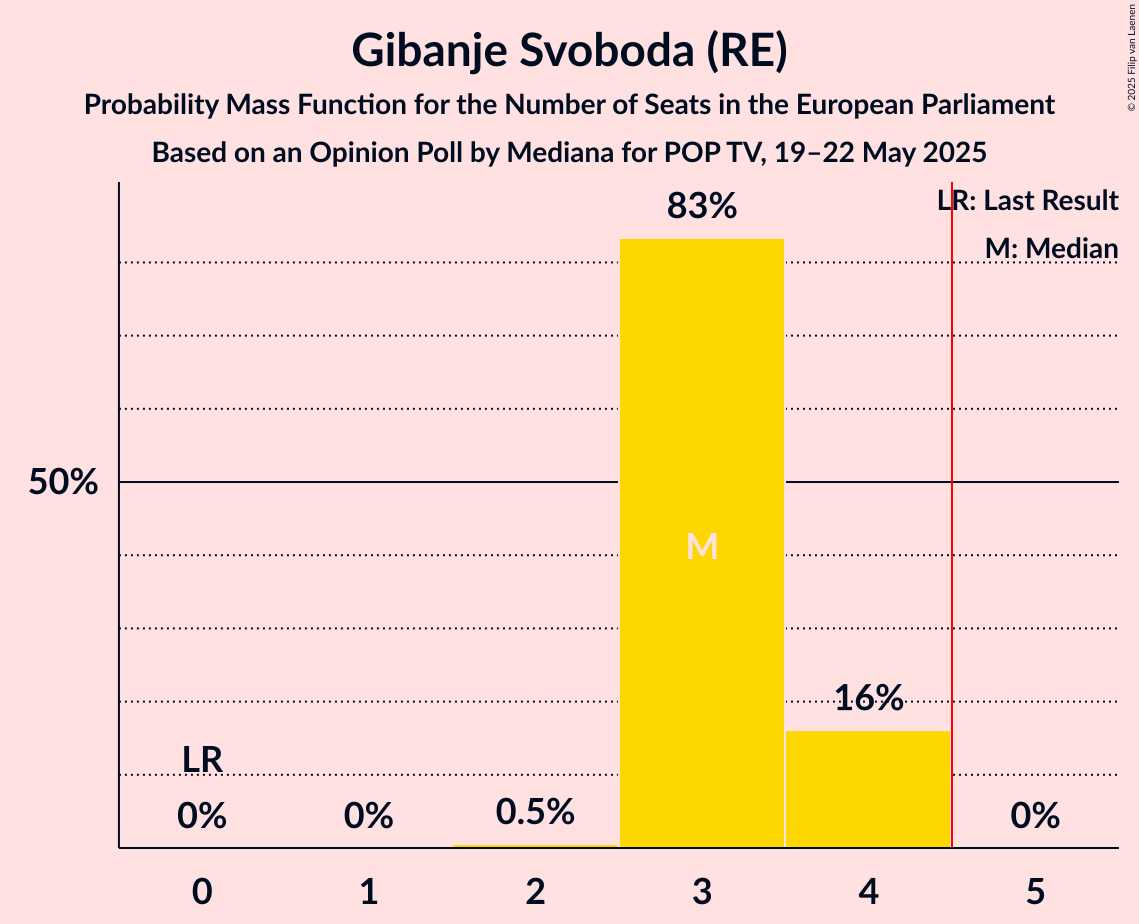 Gibanje Svoboda (RE)
Probability Mass Function for the Number of Seats in the European Parliament
Based on an Opinion Poll by Mediana for POP TV, 19–22 May 2025
© 2025 Filip van Laenen
LR: Last Result
M: Median
83%
50%
M
16%
LR
0%
0%
0.5%
0%
0
1
2
3
4
5